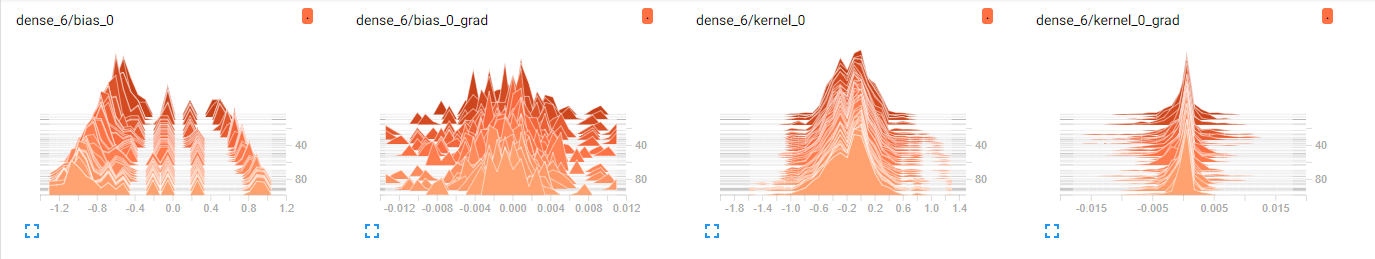 dense_6/bias_0
40
80
-1.2 -0.8 -0.4 0.0 0.4 0.8 1.2
dense_6/bias_0_grad
40
80
-0.012 -0.008 -0.004 0.000 0.004 0.008 0.012
dense_6/kernel_0
40
80
-1.8 -1.4 -1.0 -0.6 -0.2 0.2 0.6 1.0 1.4
dense_6/kernel_0_grad
40
80
-0.015 -0.005 0.005 0.015